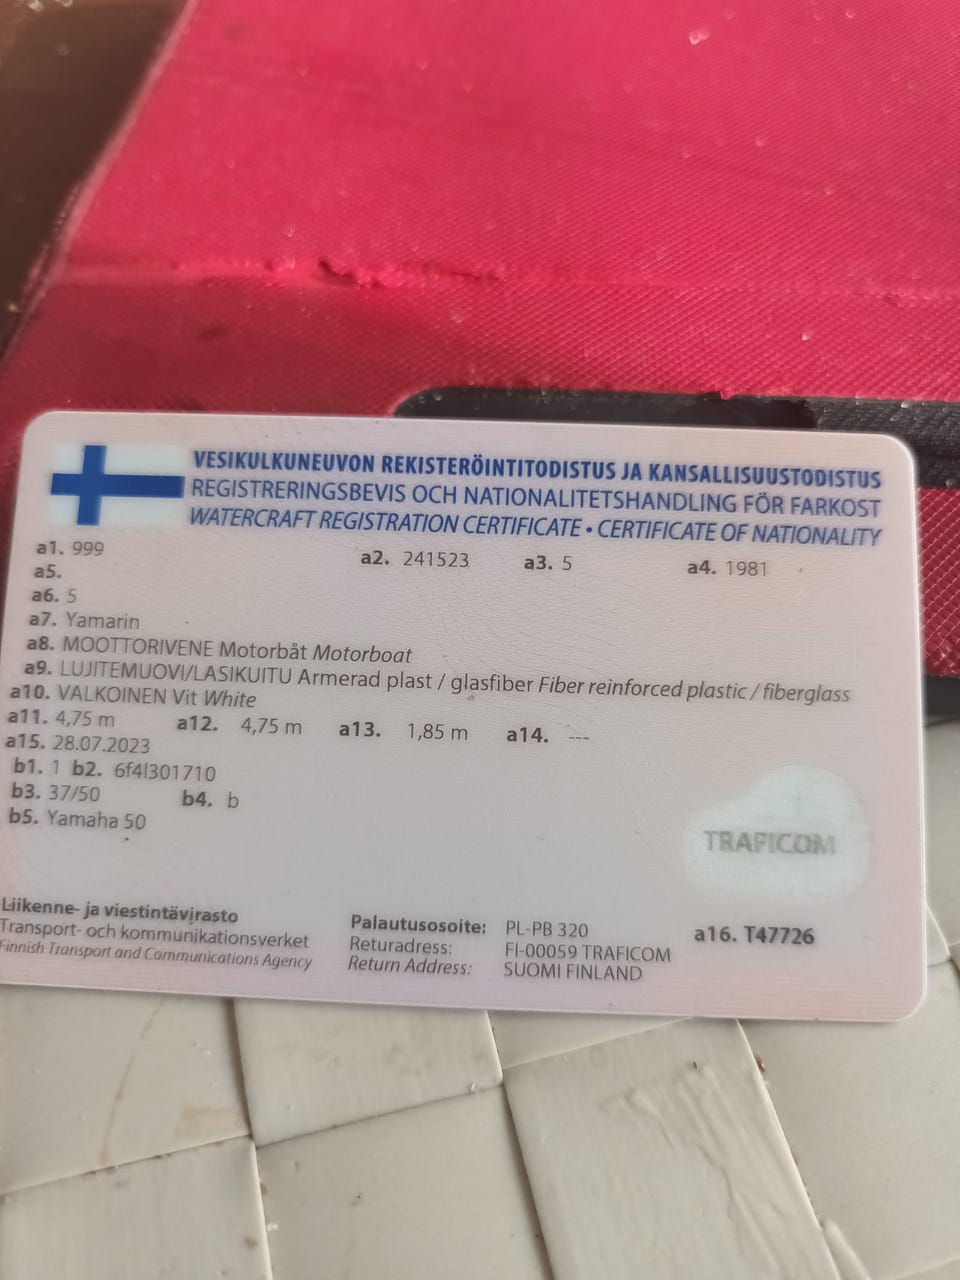 VESIKULKUNEUVON REKISTERÖINTITODISTUS JA KANSALLISUUSTODISTUS
REGISTRERINGSBEVIS OCH NATIONALITETSHANDLING FÖR FARKOST
WATERCRAFT REGISTRATION CERTIFICATE • CERTIFICATE OF NATIONALITY
a1. 999 a2. 241523 a3. 5 a4. 1981
a5.
a6. 5
a7. Yamarin
a8. MOOTTORIVENE Motorbåt Motorboat
a9. LUJITEMUOVI/LASIKUITU Armerad plast / glasfiber Fiber reinforced plastic / fiberglass
a10. VALKOINEN Vit White
a11. 4,75 m a12. 4,75 m a13. 1,85 m a14. ---
a15. 28.07.2023
b1. 1 b2. 6f4l301710
b3. 37/50 b4. b
b5. Yamaha 50
TRAFICOM
Liikenne- ja viestintävirasto
Transport- och kommunikationsverket
Finnish Transport and Communications Agency
Palautusosoite: PL-PB 320
Returadress: FI-00059 TRAFICOM
Return Address: SUOMI FINLAND
a16. T47726